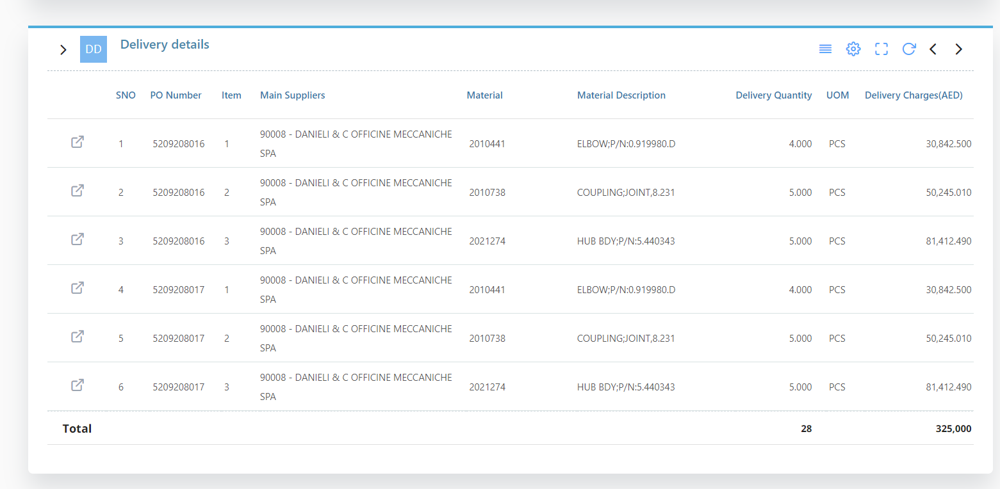 DD Delivery details
SNO PO Number Item Main Suppliers Material Material Description Delivery Quantity UOM Delivery Charges(AED)
1 5209208016 1 90008 - DANIELI & C OFFICINE MECCANICHE SPA 2010441 ELBOW;P/N:0.919980.D 4.000 PCS 30,842.500
2 5209208016 2 90008 - DANIELI & C OFFICINE MECCANICHE SPA 2010738 COUPLING;JOINT,8.231 5.000 PCS 50,245.010
3 5209208016 3 90008 - DANIELI & C OFFICINE MECCANICHE SPA 2021274 HUB BDY;P/N:5.440343 5.000 PCS 81,412.490
4 5209208017 1 90008 - DANIELI & C OFFICINE MECCANICHE SPA 2010441 ELBOW;P/N:0.919980.D 4.000 PCS 30,842.500
5 5209208017 2 90008 - DANIELI & C OFFICINE MECCANICHE SPA 2010738 COUPLING;JOINT,8.231 5.000 PCS 50,245.010
6 5209208017 3 90008 - DANIELI & C OFFICINE MECCANICHE SPA 2021274 HUB BDY;P/N:5.440343 5.000 PCS 81,412.490
Total 28 325,000